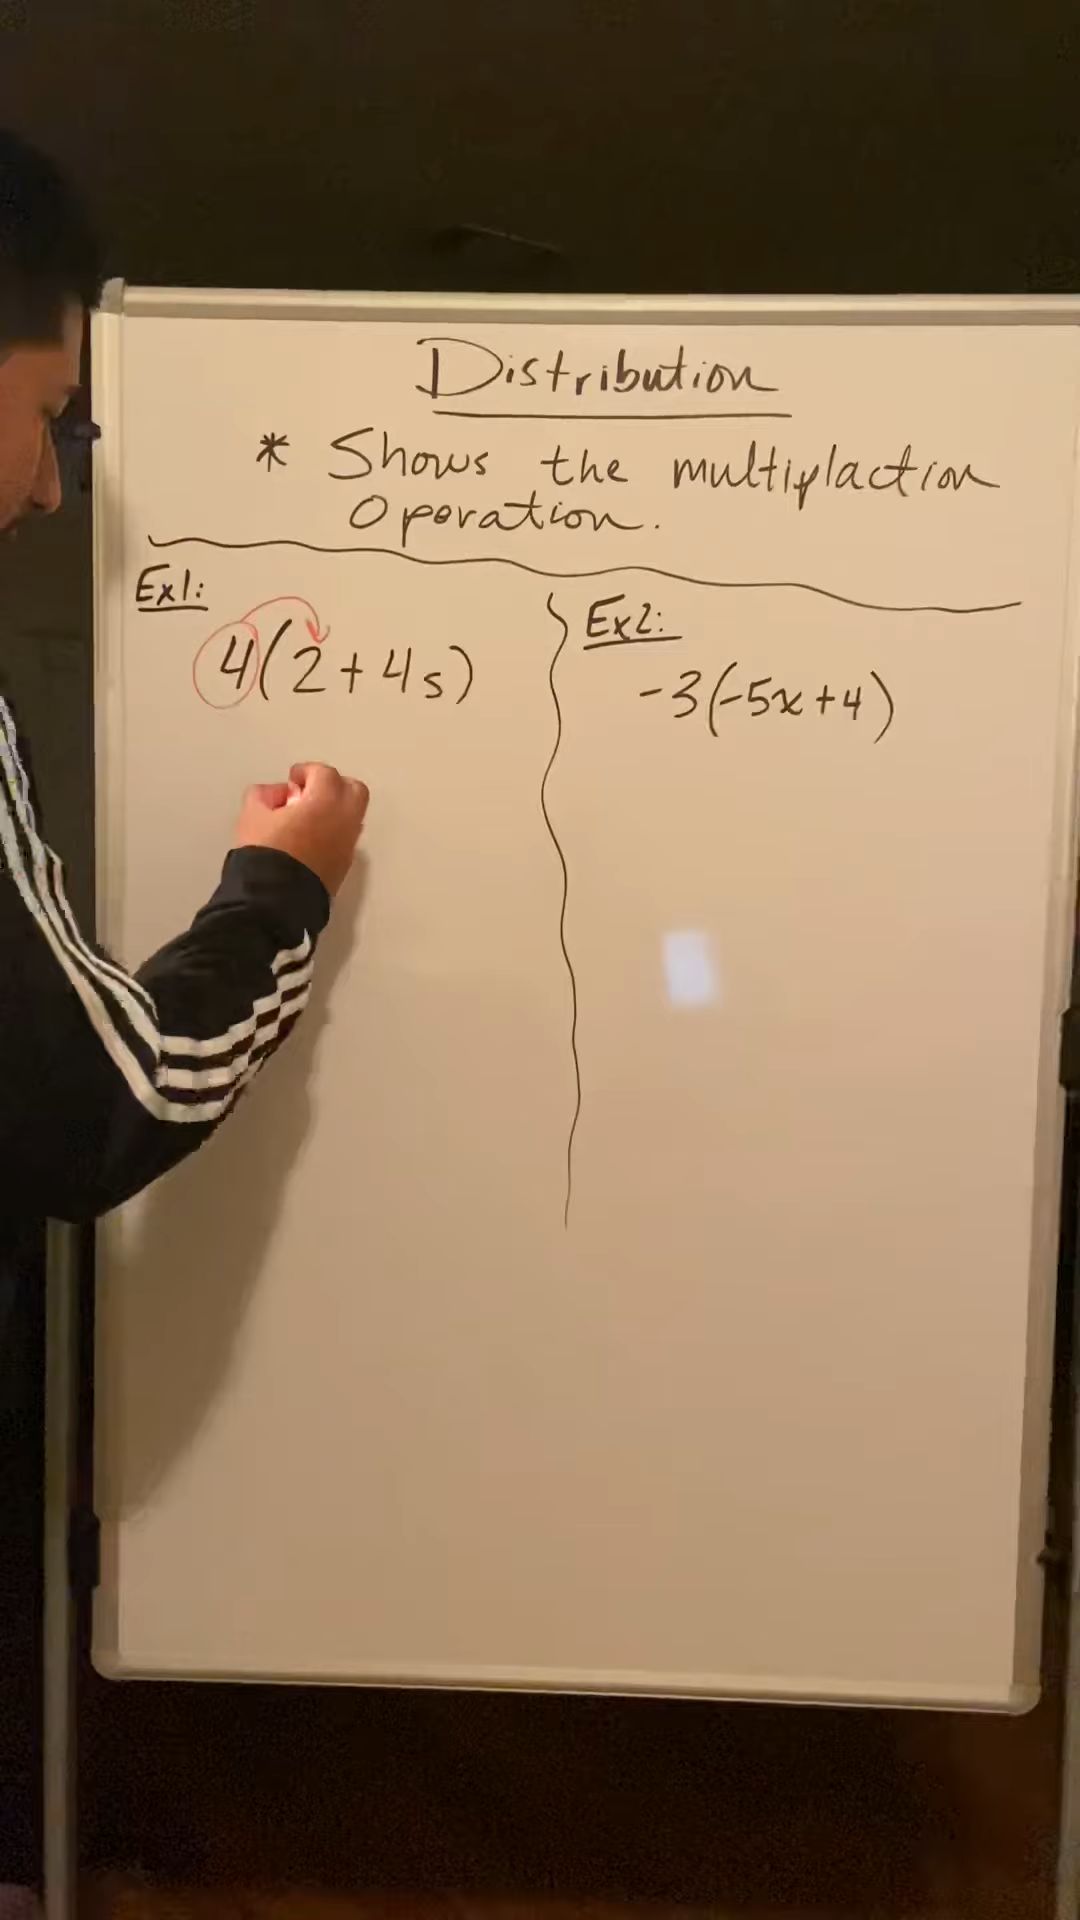 Distribution
* Shows the multiplaction
Operation.
Ex1:
4(2+4s)
Ex2:
-3(-5x+4)